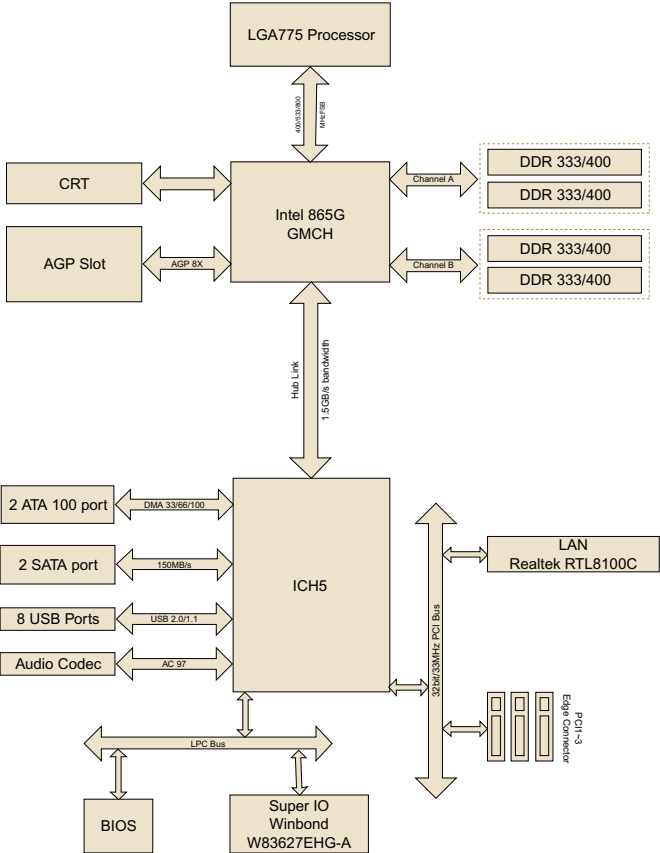 LGA775 Processor
400/533/800
MHzFSB
CRT
Intel 865G
GMCH
Channel A
DDR 333/400
DDR 333/400
AGP Slot
AGP 8X
Channel B
DDR 333/400
DDR 333/400
Hub Link
1.5GB/s bandwidth
2 ATA 100 port
DMA 33/66/100
2 SATA port
150MB/s
8 USB Ports
USB 2.0/1.1
Audio Codec
AC 97
ICH5
LAN
Realtek RTL8100C
32bit/33MHz PCI Bus
PCI1~3
Edge Connector
LPC Bus
BIOS
Super IO
Winbond
W83627EHG-A